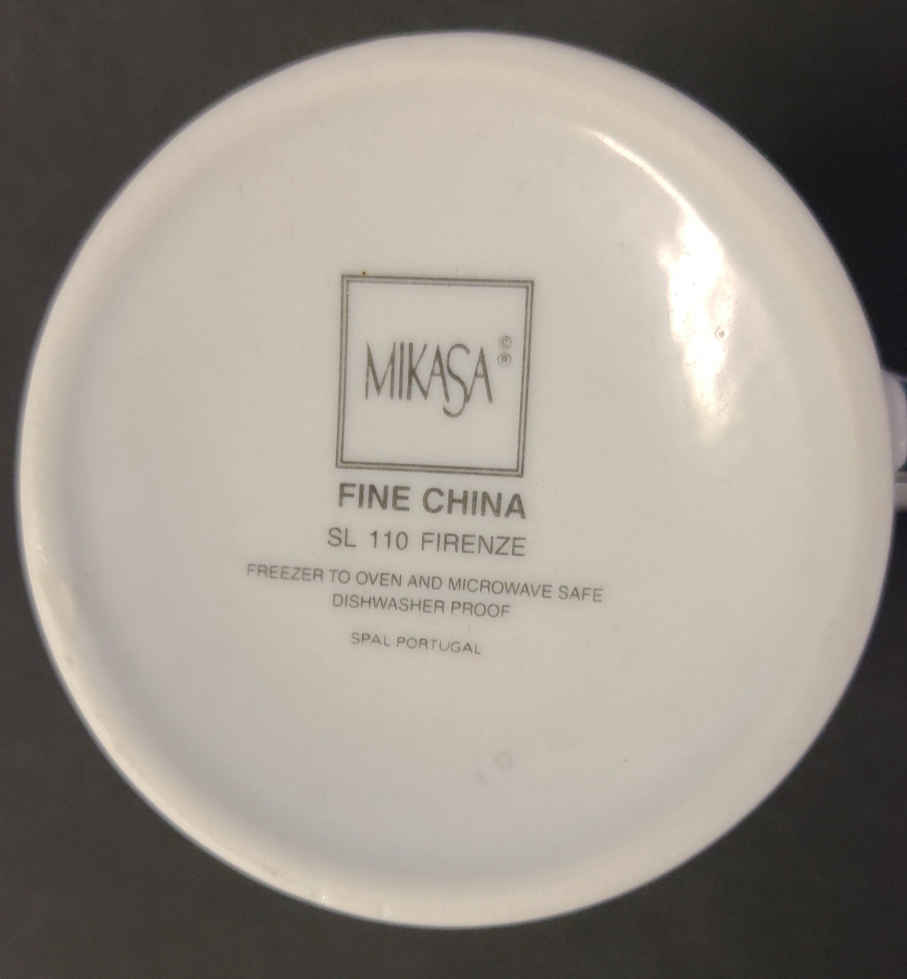 MIKASA
©
®
FINE CHINA
SL 110 FIRENZE
FREEZER TO OVEN AND MICROWAVE SAFE
DISHWASHER PROOF
SPAL PORTUGAL